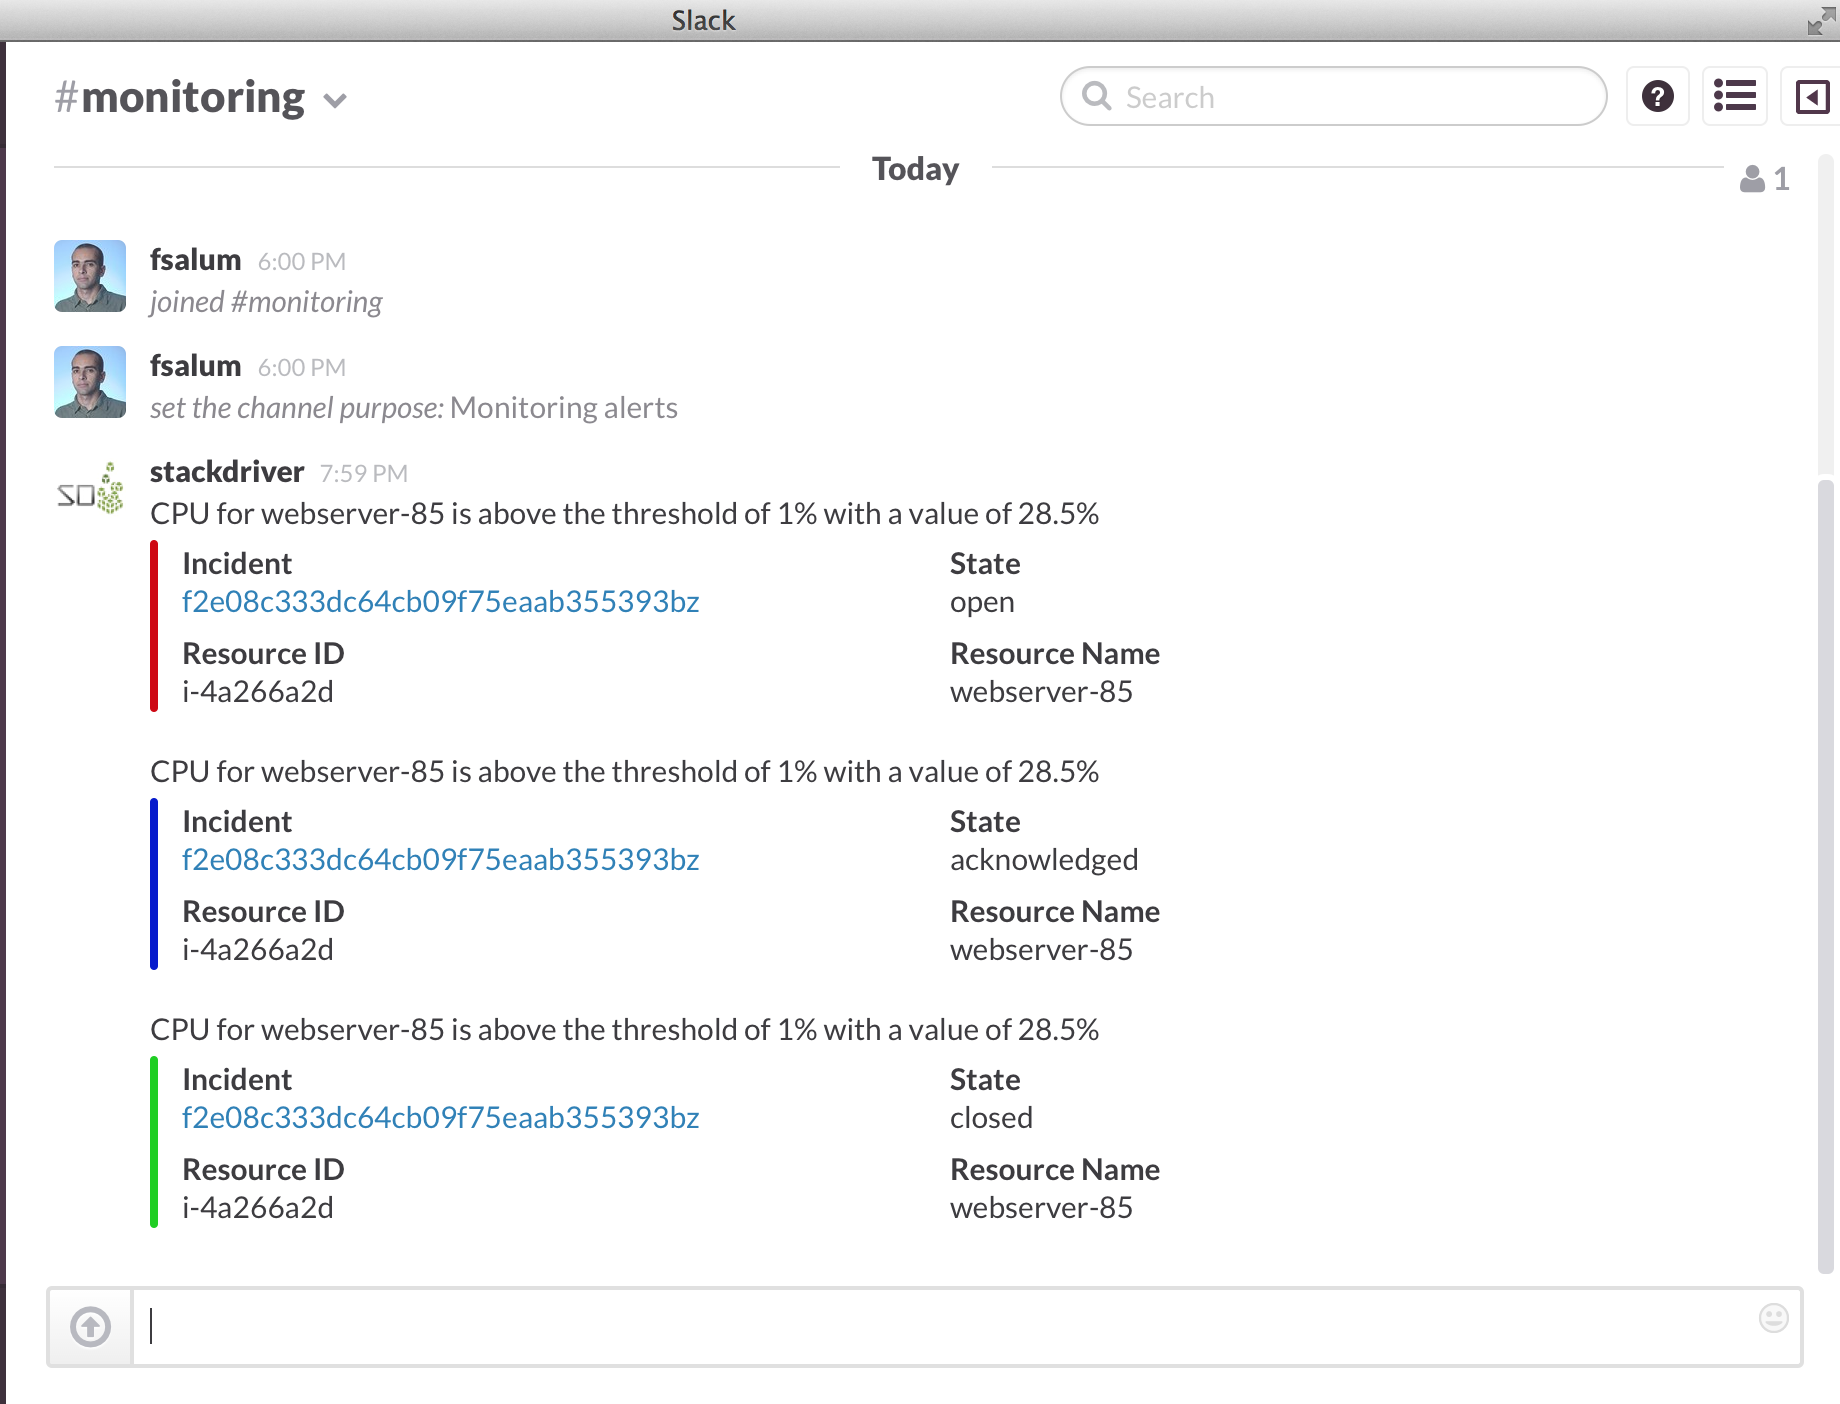 Slack
#monitoring
Search
Today
1
fsalum 6:00 PM
joined #monitoring
fsalum 6:00 PM
set the channel purpose: Monitoring alerts
SD
stackdriver 7:59 PM
CPU for webserver-85 is above the threshold of 1% with a value of 28.5%
Incident State
f2e08c333dc64cb09f75eaab355393bz open
Resource ID Resource Name
i-4a266a2d webserver-85
CPU for webserver-85 is above the threshold of 1% with a value of 28.5%
Incident State
f2e08c333dc64cb09f75eaab355393bz acknowledged
Resource ID Resource Name
i-4a266a2d webserver-85
CPU for webserver-85 is above the threshold of 1% with a value of 28.5%
Incident State
f2e08c333dc64cb09f75eaab355393bz closed
Resource ID Resource Name
i-4a266a2d webserver-85